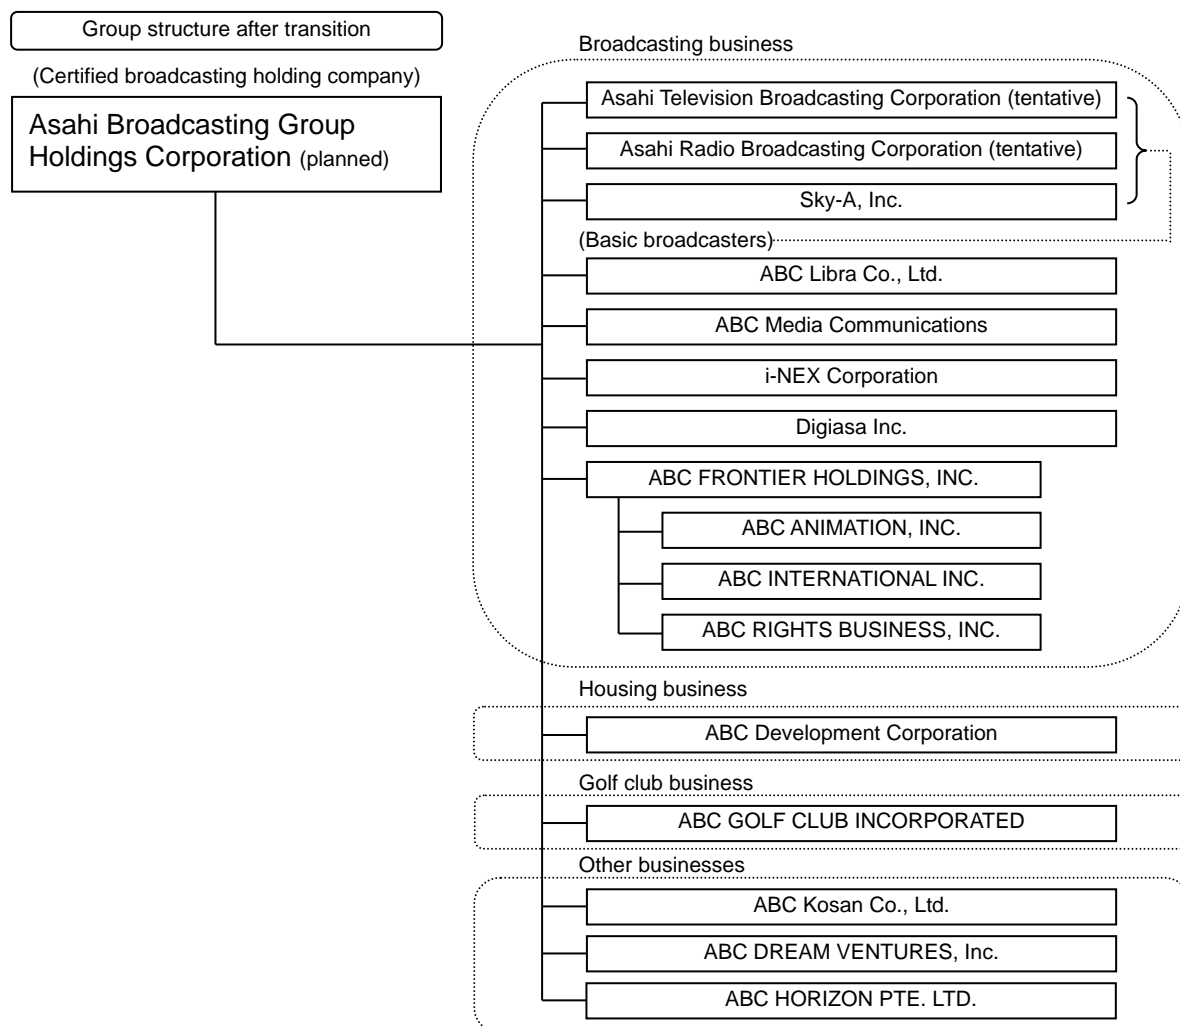 Group structure after transition
(Certified broadcasting holding company)
Asahi Broadcasting Group
Holdings Corporation (planned)
Broadcasting business
Asahi Television Broadcasting Corporation (tentative)
Asahi Radio Broadcasting Corporation (tentative)
Sky-A, Inc.
(Basic broadcasters)
ABC Libra Co., Ltd.
ABC Media Communications
i-NEX Corporation
Digiasa Inc.
ABC FRONTIER HOLDINGS, INC.
ABC ANIMATION, INC.
ABC INTERNATIONAL INC.
ABC RIGHTS BUSINESS, INC.
Housing business
ABC Development Corporation
Golf club business
ABC GOLF CLUB INCORPORATED
Other businesses
ABC Kosan Co., Ltd.
ABC DREAM VENTURES, Inc.
ABC HORIZON PTE. LTD.